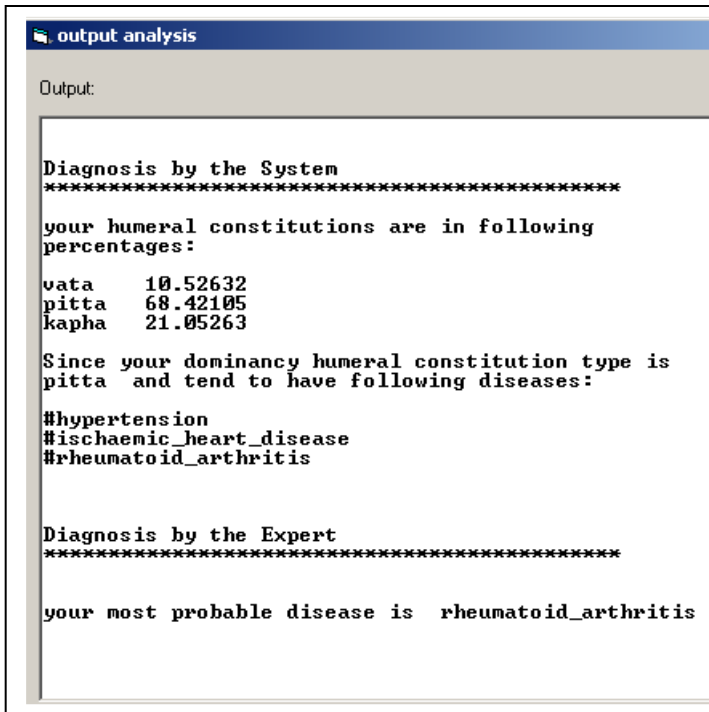 output analysis
Output:
Diagnosis by the System
*********************************************
your humeral constitutions are in following
percentages:
vata 10.52632
pitta 68.42105
kapha 21.05263
Since your dominancy humeral constitution type is
pitta and tend to have following diseases:
#hypertension
#ischaemic_heart_disease
#rheumatoid_arthritis
Diagnosis by the Expert
*********************************************
your most probable disease is rheumatoid_arthritis